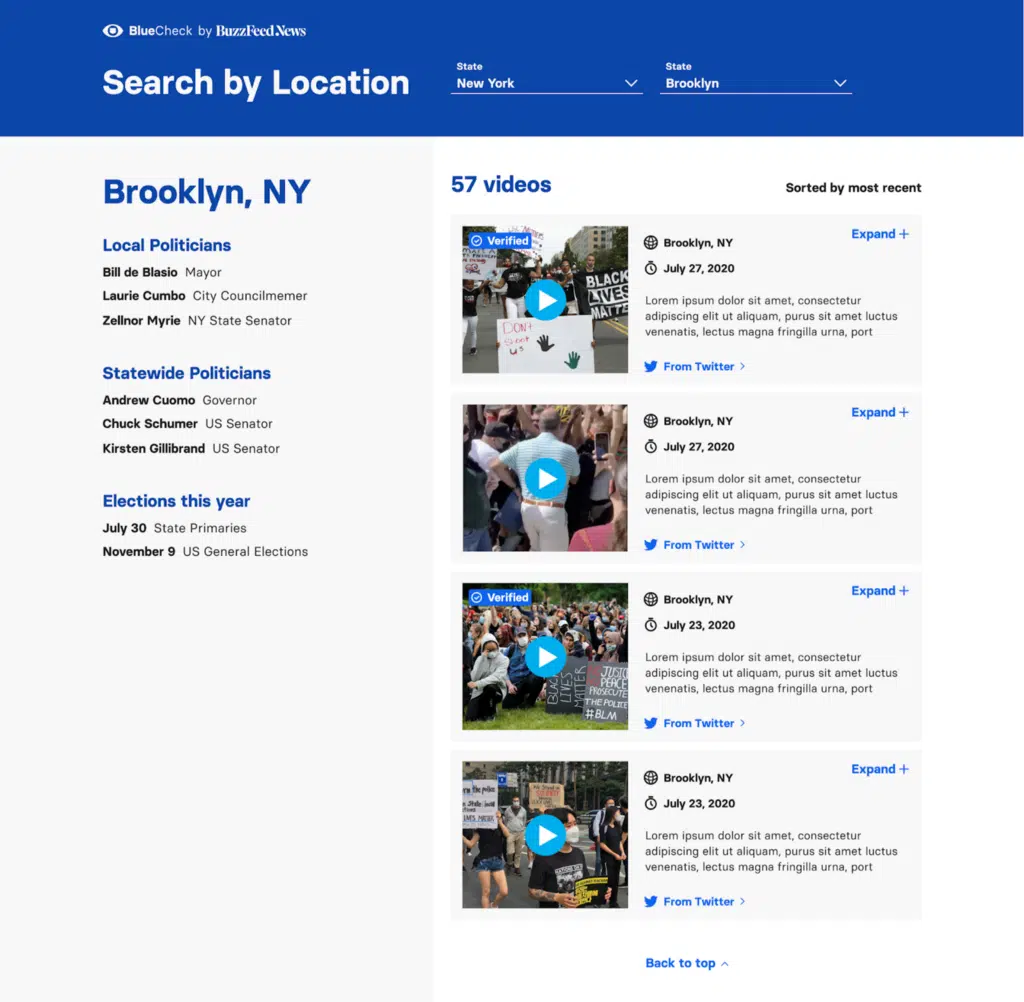 BlueCheck by BuzzFeed News
Search by Location
State
New York
State
Brooklyn
Brooklyn, NY
Local Politicians
Bill de Blasio Mayor
Laurie Cumbo City Councilmemer
Zellnor Myrie NY State Senator
Statewide Politicians
Andrew Cuomo Governor
Chuck Schumer US Senator
Kirsten Gillibrand US Senator
Elections this year
July 30 State Primaries
November 9 US General Elections
57 videos
Sorted by most recent
Verified
BLACK
LIVES
MATTE
DON'T
Shoot
US
Expand +
Brooklyn, NY
July 27, 2020
Lorem ipsum dolor sit amet, consectetur
adipiscing elit ut aliquam, purus sit amet luctus
venenatis, lectus magna fringilla urna, port
From Twitter >
Expand +
Brooklyn, NY
July 27, 2020
Lorem ipsum dolor sit amet, consectetur
adipiscing elit ut aliquam, purus sit amet luctus
venenatis, lectus magna fringilla urna, port
From Twitter >
Verified
BLACK
LIVES
MATTER
JUSTIC
PEACE
PROSECUTE
THE POLICE
#BLM
Expand +
Brooklyn, NY
July 23, 2020
Lorem ipsum dolor sit amet, consectetur
adipiscing elit ut aliquam, purus sit amet luctus
venenatis, lectus magna fringilla urna, port
From Twitter >
Expand +
Brooklyn, NY
July 23, 2020
Lorem ipsum dolor sit amet, consectetur
adipiscing elit ut aliquam, purus sit amet luctus
venenatis, lectus magna fringilla urna, port
From Twitter >
Back to top